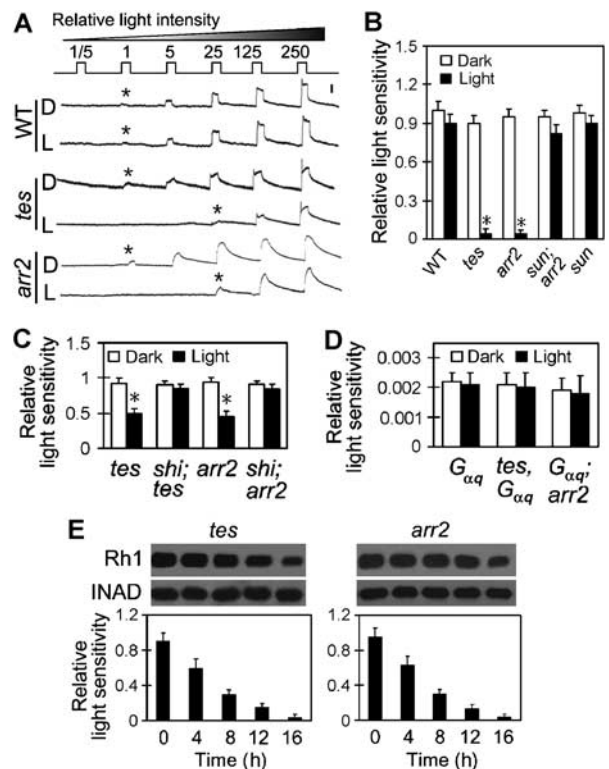 A
Relative light intensity
1/5 1 5 25 125 250
WT
D
*
L
*
tes
D
*
L
*
arr2
D
*
L
*
B
Relative light sensitivity
1.5
1.2
0.9
0.6
0.3
0
Dark
Light
* *
WT tes arr2 sun; arr2 sun
C
Relative light sensitivity
1
0.5
0
Dark Light
* *
tes shi; tes arr2 shi; arr2
D
Relative light sensitivity
0.003
0.002
0.001
0
Dark Light
Gαq tes, Gαq Gαq; arr2
E
tes arr2
Rh1
INAD
Relative light sensitivity
1.2
0.8
0.4
0
0 4 8 12 16
Time (h)
1.2
0.8
0.4
0
0 4 8 12 16
Time (h)